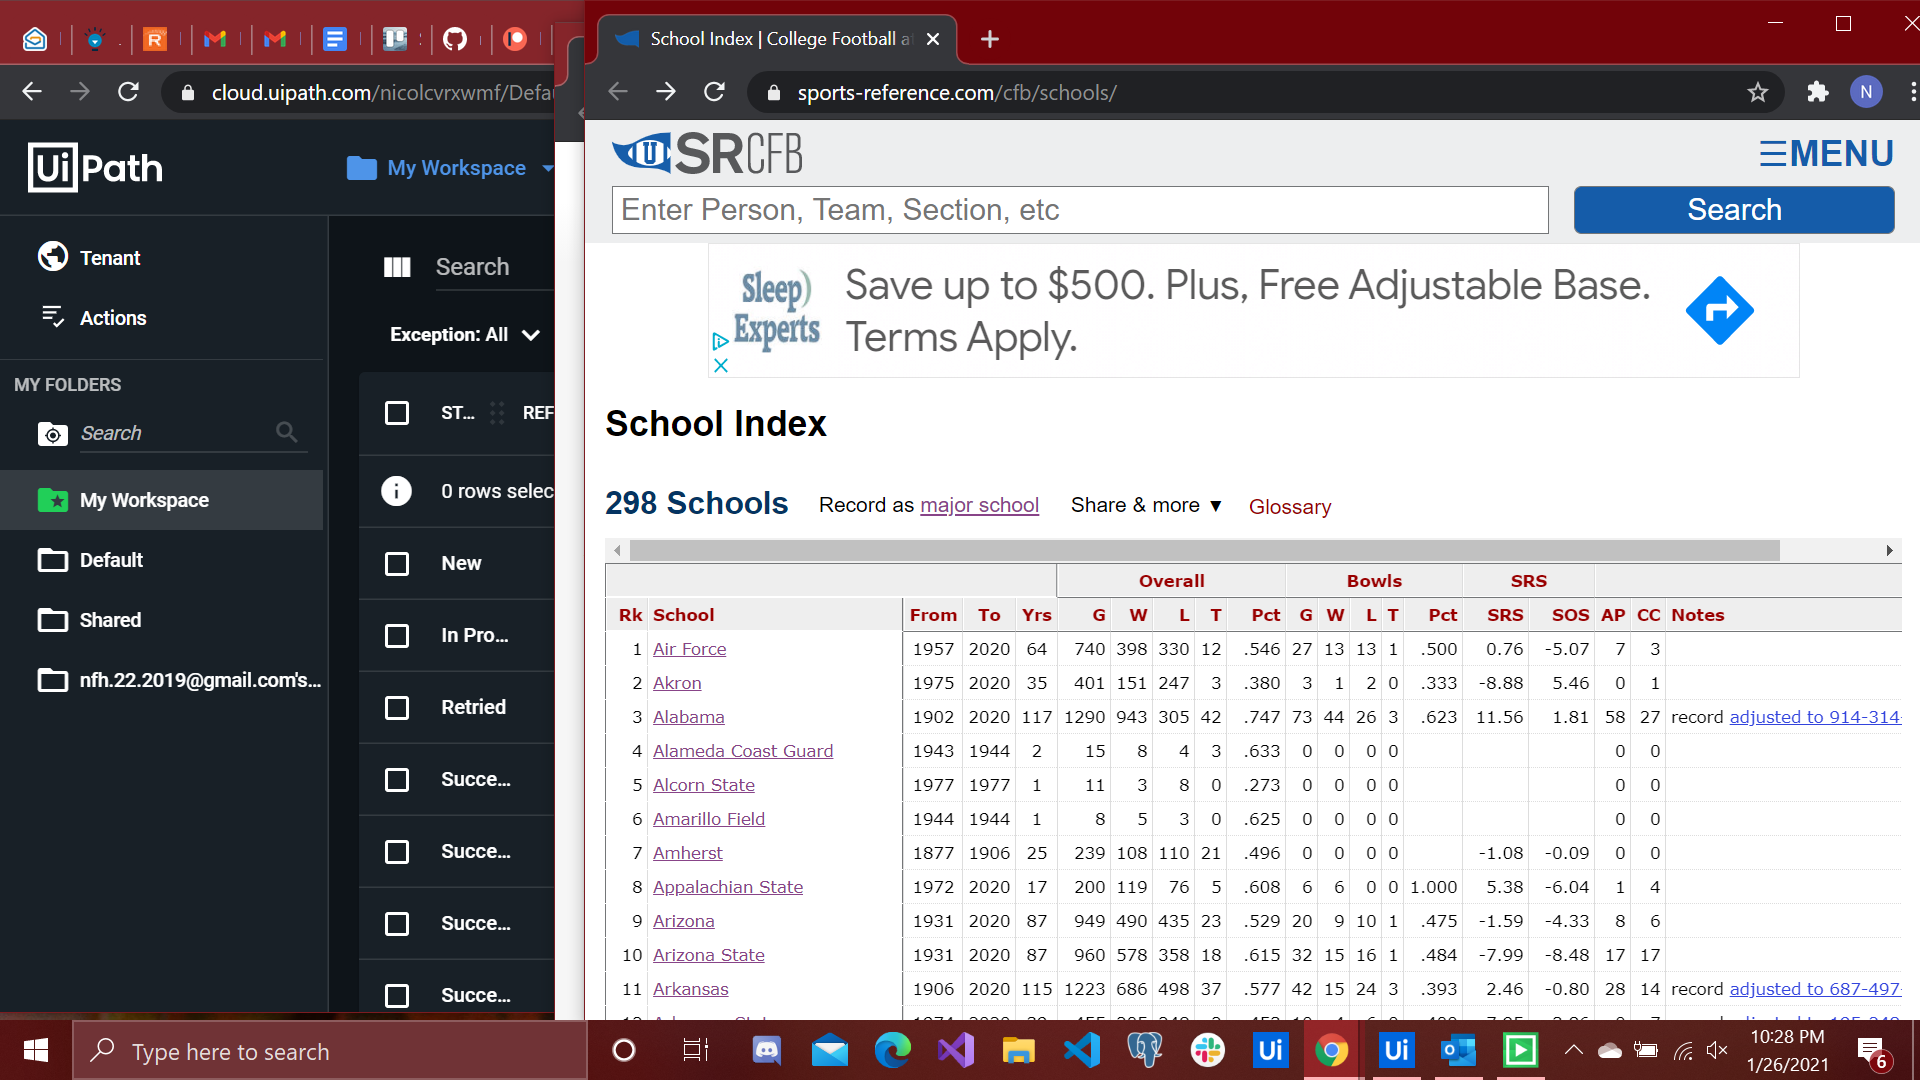 School Index | College Football a
cloud.uipath.com/nicolcvrxwmf/Defau
sports-reference.com/cfb/schools/
N
UiPath
My Workspace
Tenant
Actions
MY FOLDERS
Search
My Workspace
Default
Shared
nfh.22.2019@gmail.com's...
Search
Exception: All
ST... REF
0 rows selec
New
In Pro...
Retried
Succe...
Succe...
Succe...
Succe...
U SRCFB
MENU
Enter Person, Team, Section, etc
Search
Sleep Experts
Save up to $500. Plus, Free Adjustable Base.
Terms Apply.
School Index
298 Schools Record as major school Share & more ▼ Glossary
Overall Bowls SRS
Rk School From To Yrs G W L T Pct G W L T Pct SRS SOS AP CC Notes
1 Air Force 1957 2020 64 740 398 330 12 .546 27 13 13 1 .500 0.76 -5.07 7 3
2 Akron 1975 2020 35 401 151 247 3 .380 3 1 2 0 .333 -8.88 5.46 0 1
3 Alabama 1902 2020 117 1290 943 305 42 .747 73 44 26 3 .623 11.56 1.81 58 27 record adjusted to 914-314-
4 Alameda Coast Guard 1943 1944 2 15 8 4 3 .633 0 0 0 0 0 0
5 Alcorn State 1977 1977 1 11 3 8 0 .273 0 0 0 0 0 0
6 Amarillo Field 1944 1944 1 8 5 3 0 .625 0 0 0 0 0 0
7 Amherst 1877 1906 25 239 108 110 21 .496 0 0 0 0 -1.08 -0.09 0 0
8 Appalachian State 1972 2020 17 200 119 76 5 .608 6 6 0 0 1.000 5.38 -6.04 1 4
9 Arizona 1931 2020 87 949 490 435 23 .529 20 9 10 1 .475 -1.59 -4.33 8 6
10 Arizona State 1931 2020 87 960 578 358 18 .615 32 15 16 1 .484 -7.99 -8.48 17 17
11 Arkansas 1906 2020 115 1223 686 498 37 .577 42 15 24 3 .393 2.46 -0.80 28 14 record adjusted to 687-497-
Type here to search
Ui
Ui
10:28 PM
1/26/2021
6